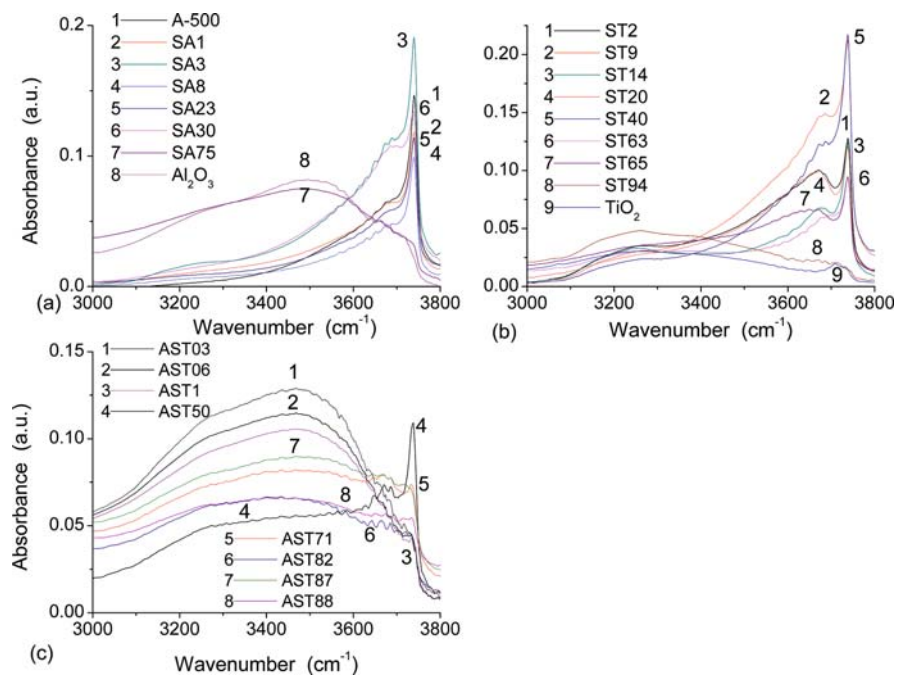 1 A-500
2 SA1
3 SA3
4 SA8
5 SA23
6 SA30
7 SA75
8 Al₂O₃
3
1
6
2
5
4
8
7
0.2
0.1
0.0
Absorbance (a.u.)
3000 3200 3400 3600 3800
Wavenumber (cm⁻¹)
(a)
1 ST2
2 ST9
3 ST14
4 ST20
5 ST40
6 ST63
7 ST65
8 ST94
9 TiO₂
5
2
1
3
4
6
7
8
9
0.20
0.15
0.10
0.05
0.00
Absorbance (a.u.)
3000 3200 3400 3600 3800
Wavenumber (cm⁻¹)
(b)
1 AST03
2 AST06
3 AST1
4 AST50
1
2
4
7
5
8
4
6
3
5 AST71
6 AST82
7 AST87
8 AST88
0.15
0.10
0.05
0.00
Absorbance (a.u.)
3000 3200 3400 3600 3800
Wavenumber (cm⁻¹)
(c)